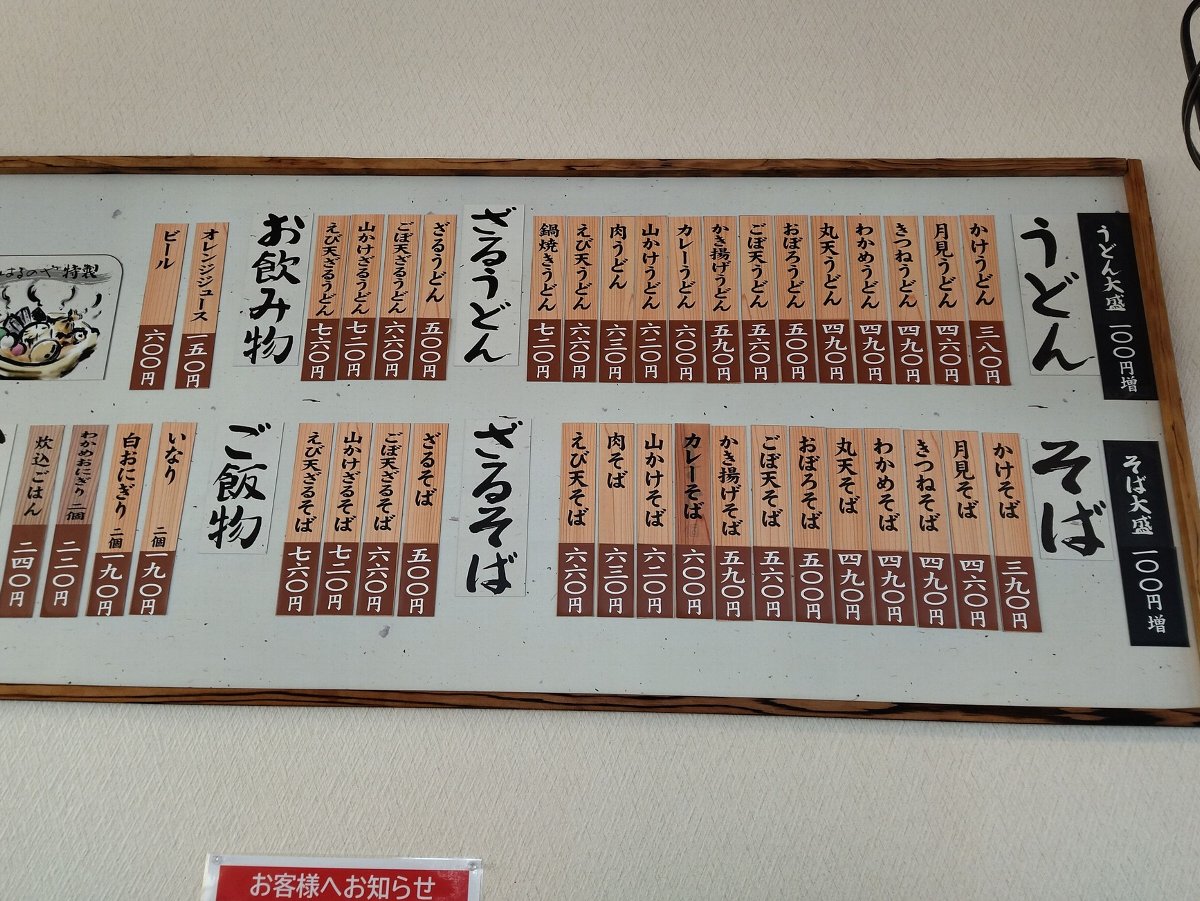 うどん大盛 一〇〇円増
うどん
かけうどん 三八〇円
月見うどん 四六〇円
きつねうどん 四九〇円
わかめうどん 四九〇円
丸天うどん 四九〇円
おぼろうどん 五〇〇円
ごぼ天うどん 五六〇円
かき揚げうどん 五九〇円
カレーうどん 六〇〇円
山かけうどん 六二〇円
肉うどん 六三〇円
えび天うどん 六六〇円
鍋焼きうどん 七二〇円
ざるうどん
ざるうどん 五〇〇円
ごぼ天ざるうどん 六六〇円
山かけざるうどん 七二〇円
えび天ざるうどん 七六〇円
お飲み物
オレンジジュース 一五〇円
ビール 六〇〇円
はるのや特製
そば大盛 一〇〇円増
そば
かけそば 三九〇円
月見そば 四六〇円
きつねそば 四九〇円
わかめそば 四九〇円
丸天そば 四九〇円
おぼろそば 五〇〇円
ごぼ天そば 五六〇円
かき揚げそば 五九〇円
カレーそば 六〇〇円
山かけそば 六二〇円
肉そば 六三〇円
えび天そば 六六〇円
ざるそば
ざるそば 五〇〇円
ごぼ天ざるそば 六六〇円
山かけざるそば 七二〇円
えび天ざるそば 七六〇円
ご飯物
いなり 二個 一九〇円
白おにぎり 二個 一九〇円
わかめおにぎり 二個 二二〇円
炊込ごはん 二四〇円
お客様へお知らせ